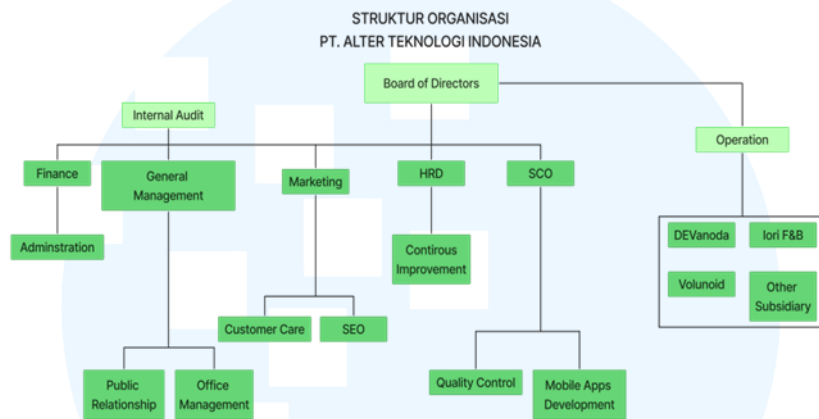 STRUKTUR ORGANISASI
PT. ALTER TEKNOLOGI INDONESIA
Board of Directors
Internal Audit
Operation
Finance
General
Management
Marketing
HRD
SCO
Adminstration
Contirous
Improvement
DEVanoda
Iori F&B
Volunoid
Other
Subsidiary
Customer Care
SEO
Public
Relationship
Office
Management
Quality Control
Mobile Apps
Development